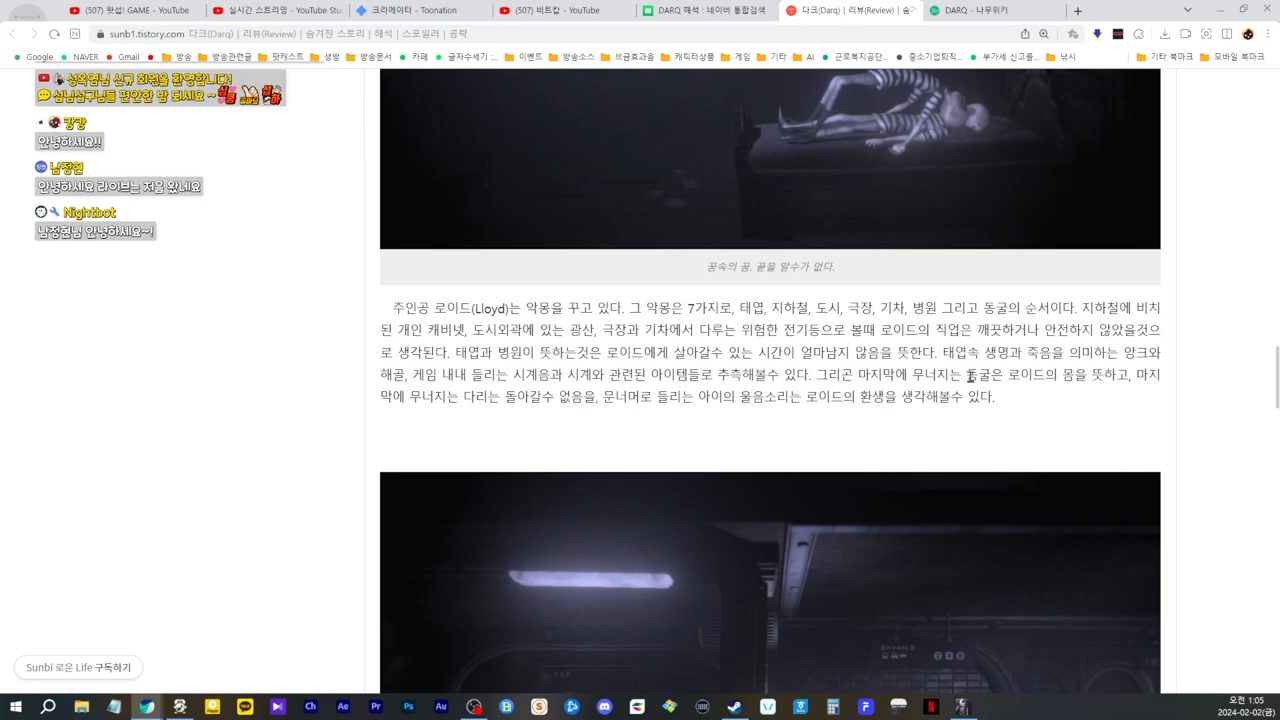 (507) 왓섭! GAME - YouTube
실시간 스트리밍 - YouTube Stu
크리에이터 - Toonation
(507) 비트캅 - YouTube
DARQ 해석 : 네이버 통합검색
다크(Darq) | 리뷰(Review) | 숨겨
DARQ - 나무위키
sunb1.tistory.com 다크(Darq) | 리뷰(Review) | 숨겨진 스토리 | 해석 | 스포일러 | 공략
Google NAVER Gmail 방송 방송관련글 팟캐스트 생방 방송문서 카페 글자수세기:... 이벤트 방송소스 브금효과음 캐릭터상품 게임 기타 AI 근로복지공단... 중소기업퇴직... 부가세 신고를... 낚시 기타 북마크 모바일 북마크
성욕염님 신규 회원을 환영합니다!
섭님섭구님들 편안한 밤 되세요~
캉캉
안녕하세요!!
남정현
안녕하세요 라이브는 처음 왔네요
Nightbot
남정현님 안녕하세요~!
꿈속의 꿈. 끝을 알수가 없다.
주인공 로이드(Lloyd)는 악몽을 꾸고 있다. 그 악몽은 7가지로, 태엽, 지하철, 도시, 극장, 기차, 병원 그리고 동굴의 순서이다. 지하철에 비치
된 개인 캐비넷, 도시외곽에 있는 광산, 극장과 기차에서 다루는 위험한 전기등으로 볼때 로이드의 직업은 깨끗하거나 안전하지 않았을것으
로 생각된다. 태엽과 병원이 뜻하는것은 로이드에게 살아갈수 있는 시간이 얼마남지 않음을 뜻한다. 태엽속 생명과 죽음을 의미하는 앙크와
해골, 게임 내내 들리는 시계음과 시계와 관련된 아이템들로 추측해볼수 있다. 그리곤 마지막에 무너지는 동굴은 로이드의 몸을 뜻하고, 마지
막에 무너지는 다리는 돌아갈수 없음을, 문너머로 들리는 아이의 울음소리는 로이드의 환생을 생각해볼수 있다.
Sunbi 로운 Life 구독하기
오전 1:05
2024-02-02(금)